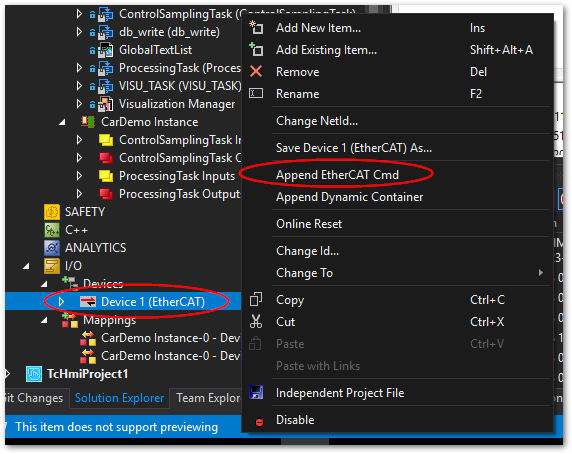 ControlSamplingTask (ControlSamplingTask)
db_write (db_write)
GlobalTextList
ProcessingTask (Proces
VISU_TASK (VISU_TASK)
Visualization Manager
CarDemo Instance
ControlSamplingTask In
ControlSamplingTask O
ProcessingTask Inputs
ProcessingTask Output
SAFETY
C++
ANALYTICS
I/O
Devices
Device 1 (EtherCAT)
Mappings
CarDemo Instance-0 - Dev
CarDemo Instance-0 - Dev
TcHmiProject1
Git Changes Solution Explorer Team Explore
This item does not support previewing
Add New Item... Ins
Add Existing Item... Shift+Alt+A
Remove Del
Rename F2
Change NetId...
Save Device 1 (EtherCAT) As...
Append EtherCAT Cmd
Append Dynamic Container
Online Reset
Change Id...
Change To
Copy Ctrl+C
Cut Ctrl+X
Paste Ctrl+V
Paste with Links
Independent Project File
Disable